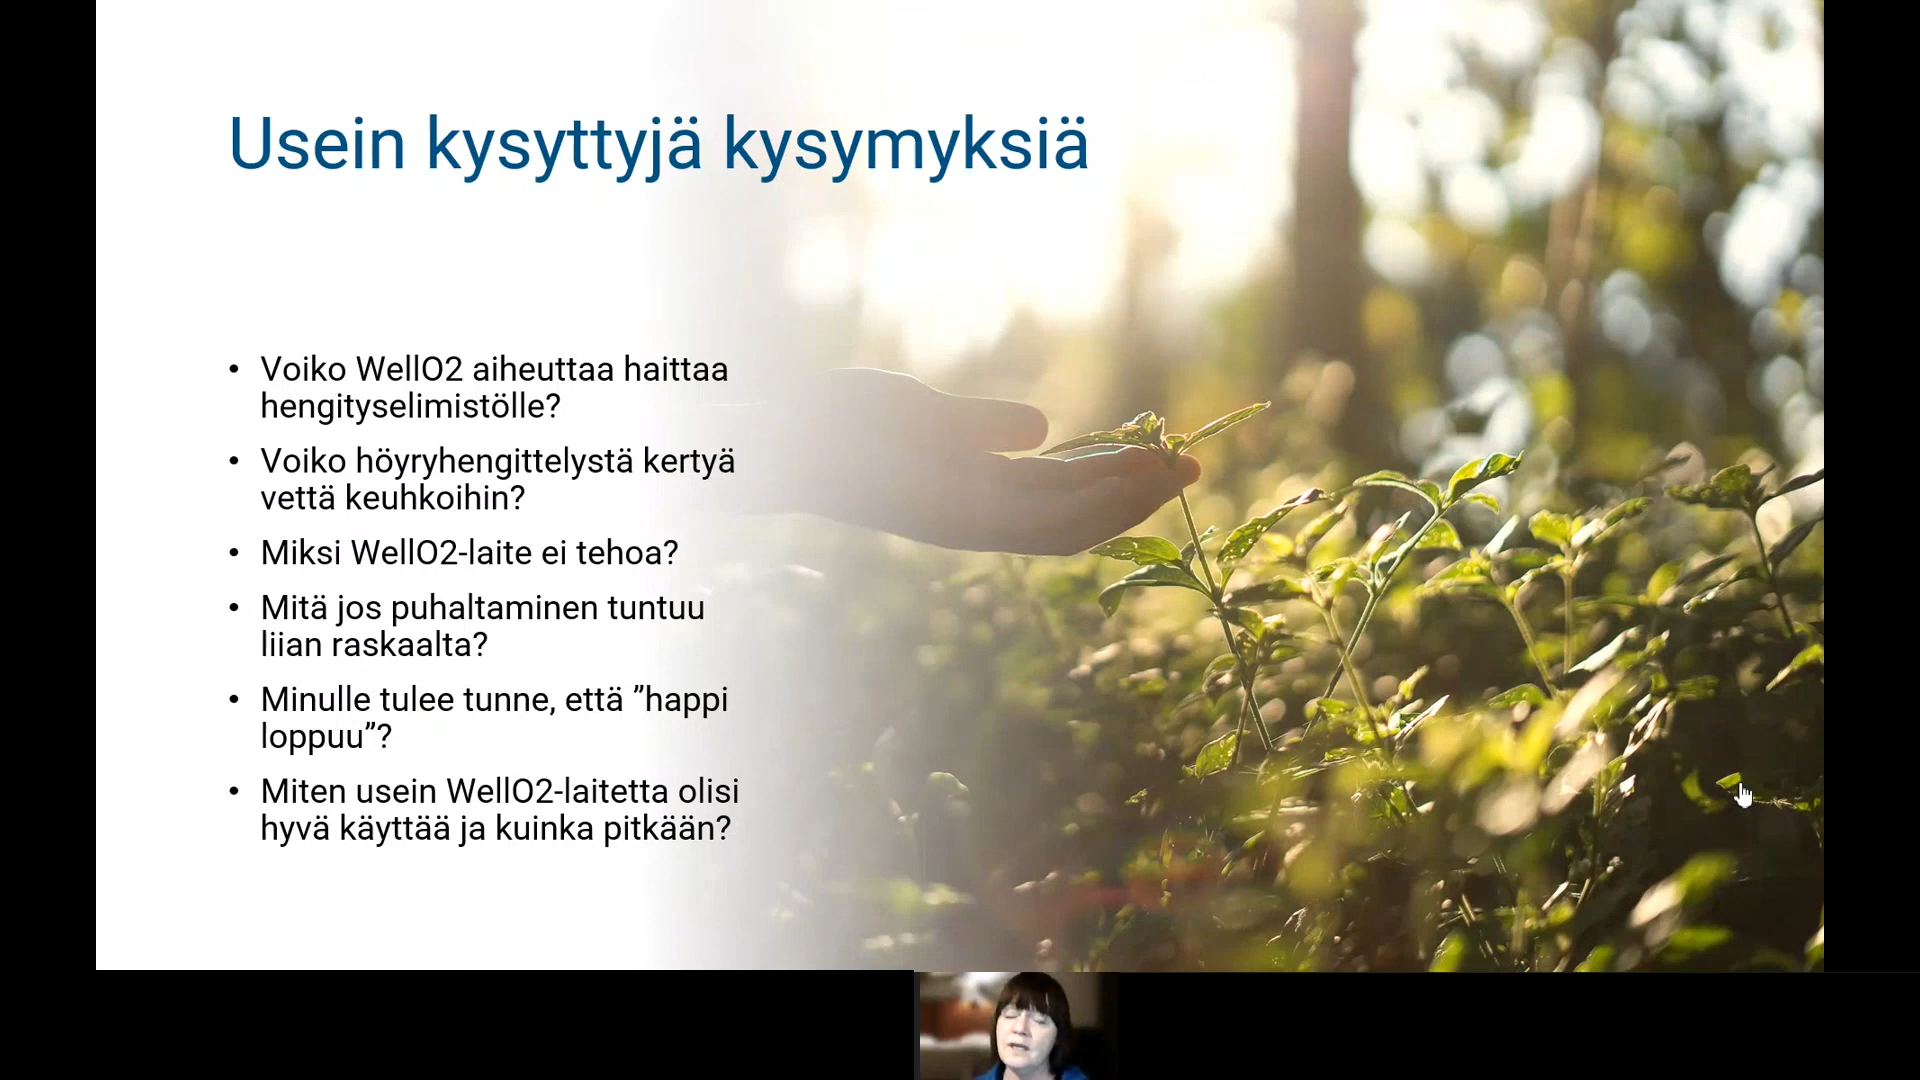 Usein kysyttyjä kysymyksiä
• Voiko WellO2 aiheuttaa haittaa
hengityselimistölle?
• Voiko höyryhengittelystä kertyä
vettä keuhkoihin?
• Miksi WellO2-laite ei tehoa?
• Mitä jos puhaltaminen tuntuu
liian raskaalta?
• Minulle tulee tunne, että ”happi
loppuu”?
• Miten usein WellO2-laitetta olisi
hyvä käyttää ja kuinka pitkään?